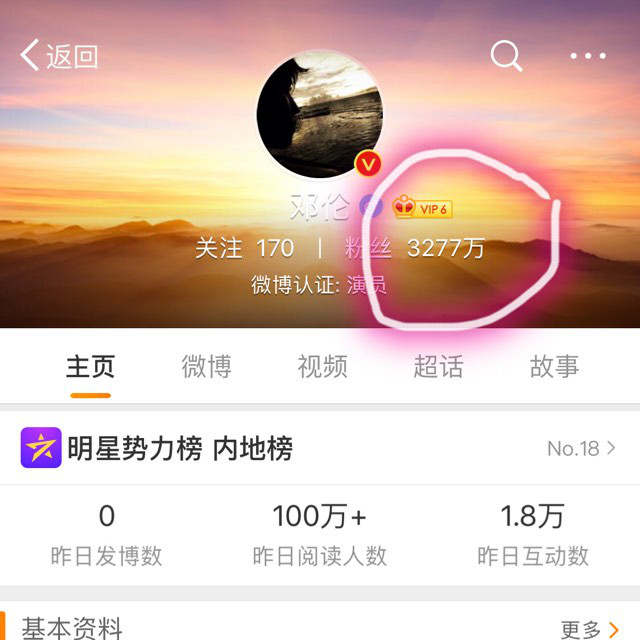 返回
邓伦 VIP 6
关注 170 | 粉丝 3277万
微博认证: 演员
主页 微博 视频 超话 故事
明星势力榜 内地榜 No.18
0 100万+ 1.8万
昨日发博数 昨日阅读人数 昨日互动数
基本资料 更多